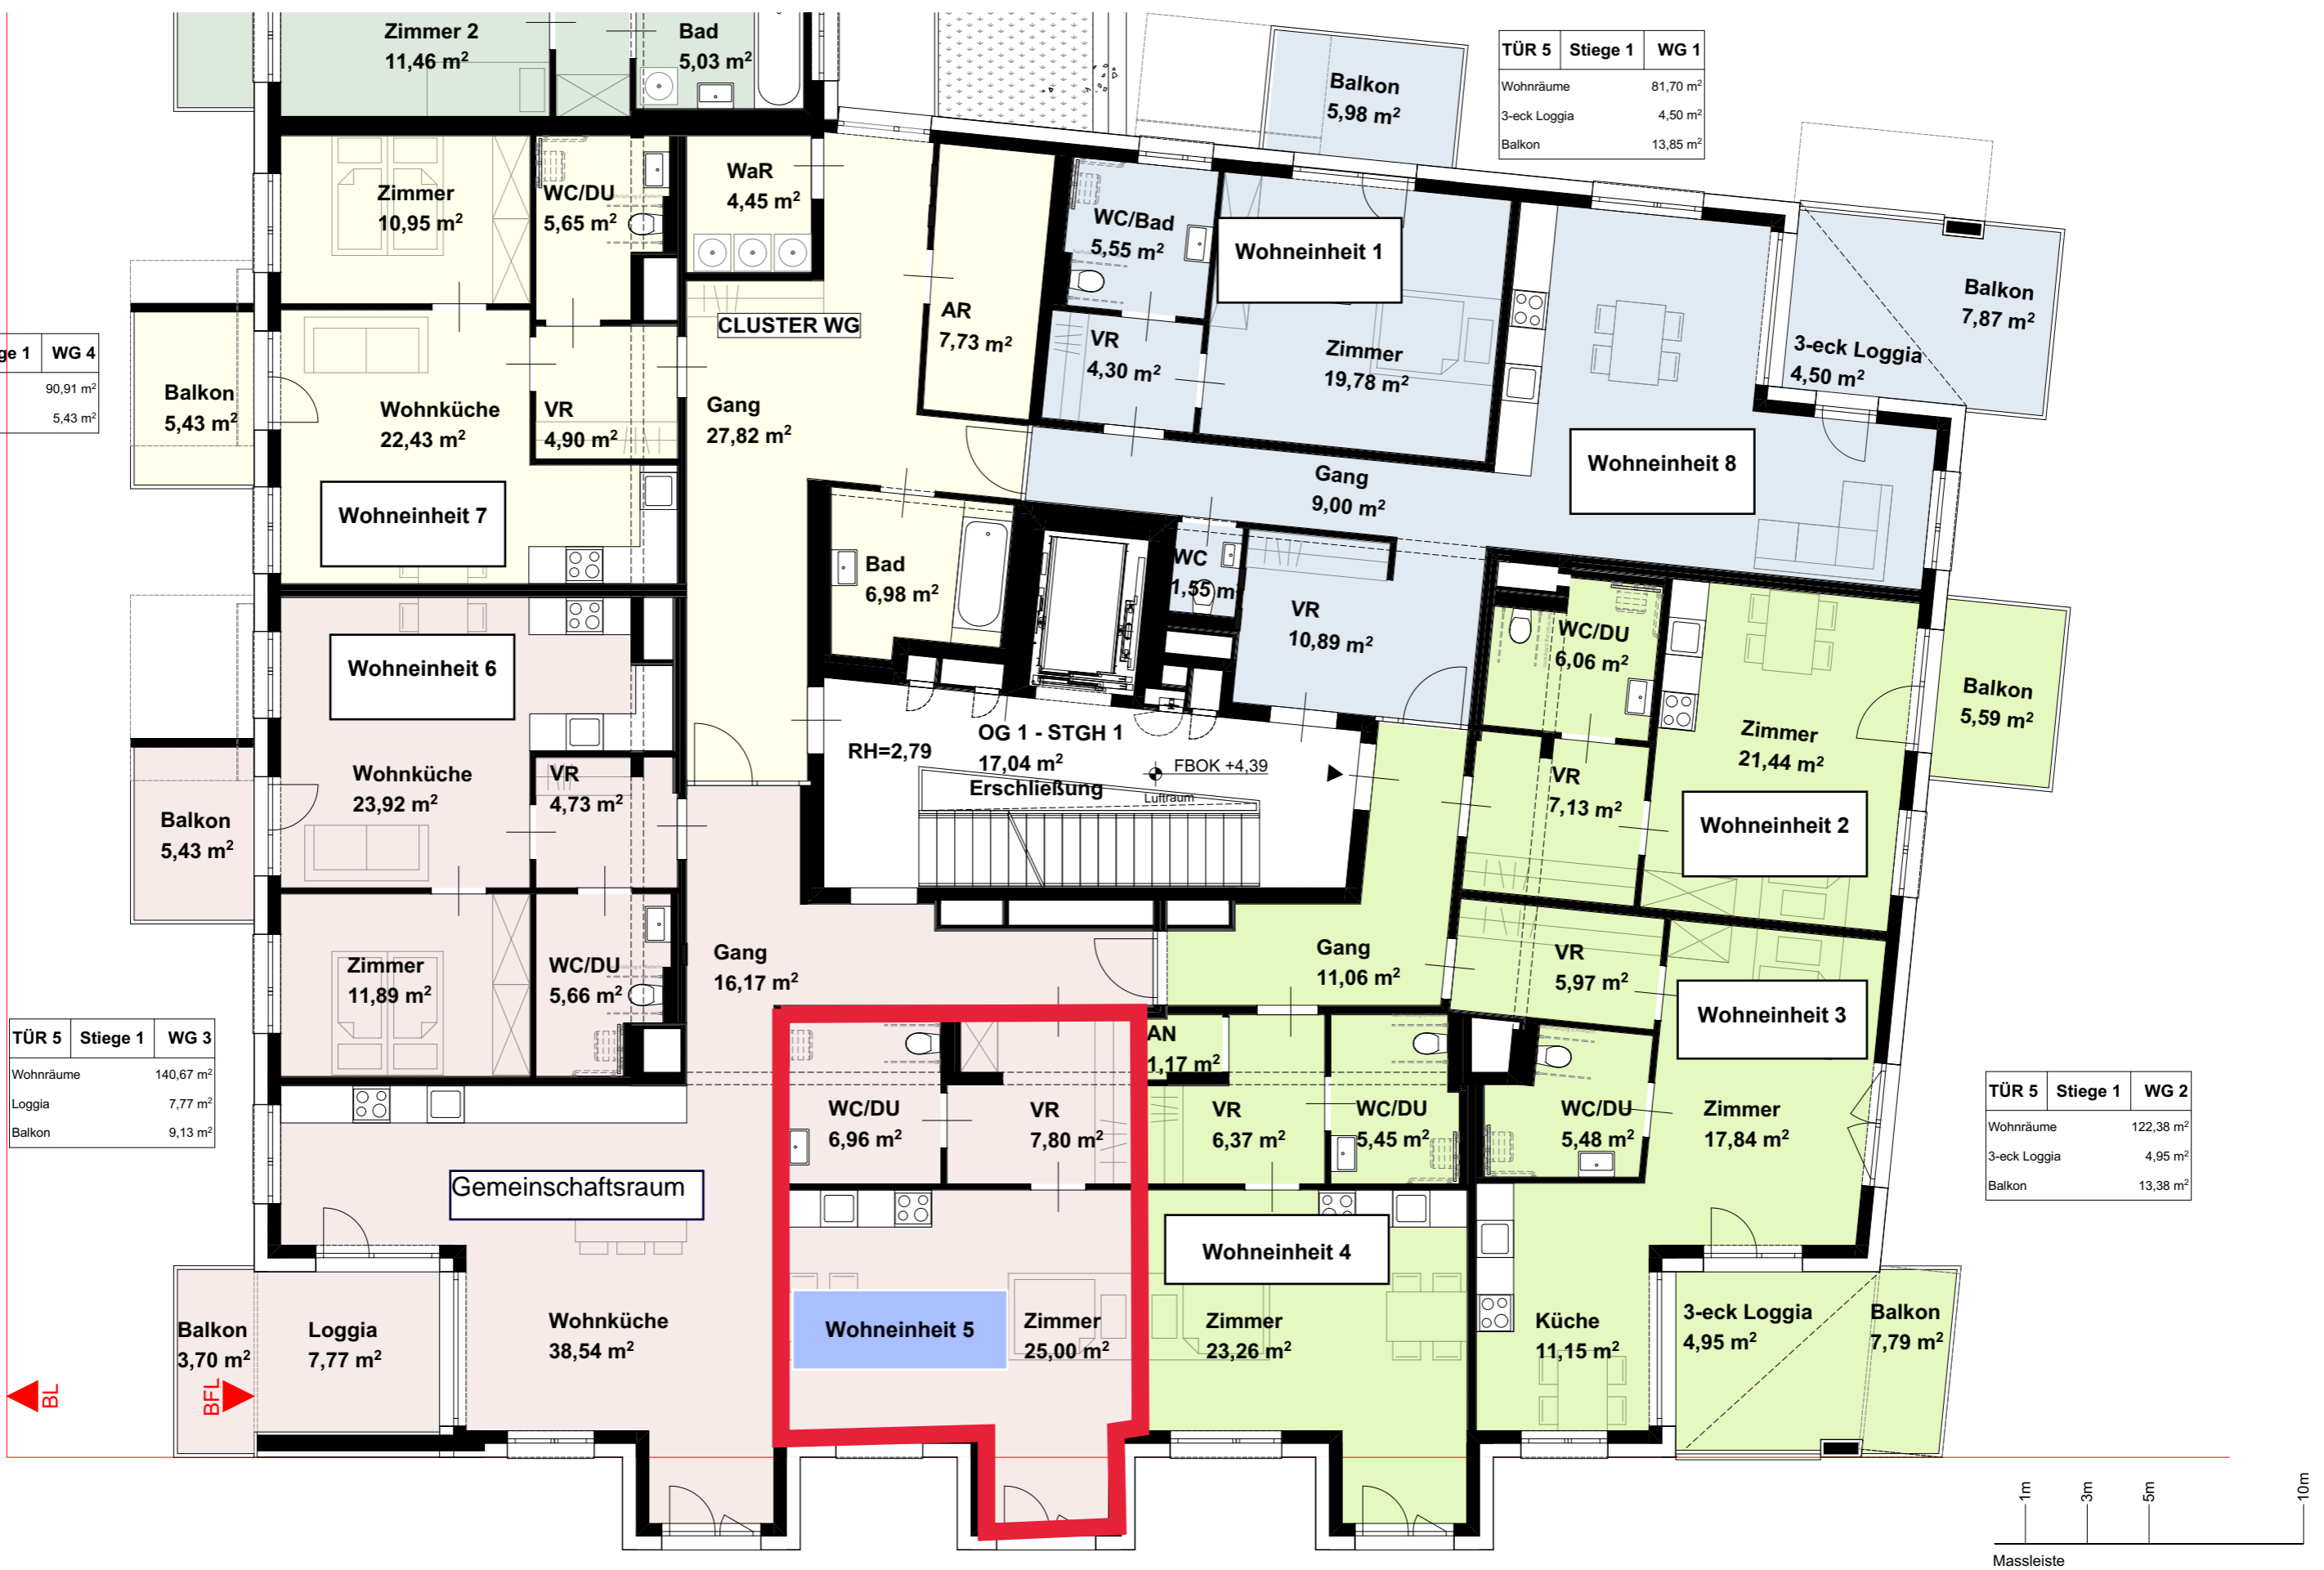 Zimmer 2
11,46 m²
Bad
5,03 m²
Balkon
5,98 m²
TÜR 5 Stiege 1 WG 1
Wohnräume 81,70 m²
3-eck Loggia 4,50 m²
Balkon 13,85 m²
Zimmer
10,95 m²
WC/DU
5,65 m²
WaR
4,45 m²
WC/Bad
5,55 m²
Wohneinheit 1
Balkon
7,87 m²
CLUSTER WG
AR
7,73 m²
VR
4,30 m²
Zimmer
19,78 m²
3-eck Loggia
4,50 m²
ge 1 WG 4
90,91 m²
5,43 m²
Balkon
5,43 m²
Wohnküche
22,43 m²
VR
4,90 m²
Gang
27,82 m²
Wohneinheit 7
Gang
9,00 m²
Wohneinheit 8
Bad
6,98 m²
WC
1,55 m
VR
10,89 m²
WC/DU
6,06 m²
Wohneinheit 6
Balkon
5,59 m²
Zimmer
21,44 m²
RH=2,79
OG 1 - STGH 1
17,04 m²
Erschließung
FBOK +4,39
Luftraum
Wohnküche
23,92 m²
VR
4,73 m²
VR
7,13 m²
Wohneinheit 2
Balkon
5,43 m²
Zimmer
11,89 m²
WC/DU
5,66 m²
Gang
16,17 m²
Gang
11,06 m²
VR
5,97 m²
Wohneinheit 3
TÜR 5 Stiege 1 WG 3
Wohnräume 140,67 m²
Loggia 7,77 m²
Balkon 9,13 m²
AN
1,17 m²
WC/DU
6,96 m²
VR
7,80 m²
VR
6,37 m²
WC/DU
5,45 m²
WC/DU
5,48 m²
Zimmer
17,84 m²
TÜR 5 Stiege 1 WG 2
Wohnräume 122,38 m²
3-eck Loggia 4,95 m²
Balkon 13,38 m²
Gemeinschaftsraum
Wohneinheit 4
Balkon
3,70 m²
Loggia
7,77 m²
Wohnküche
38,54 m²
Wohneinheit 5
Zimmer
25,00 m²
Zimmer
23,26 m²
Küche
11,15 m²
3-eck Loggia
4,95 m²
Balkon
7,79 m²
BL
BFL
1m
3m
5m
10m
Massleiste